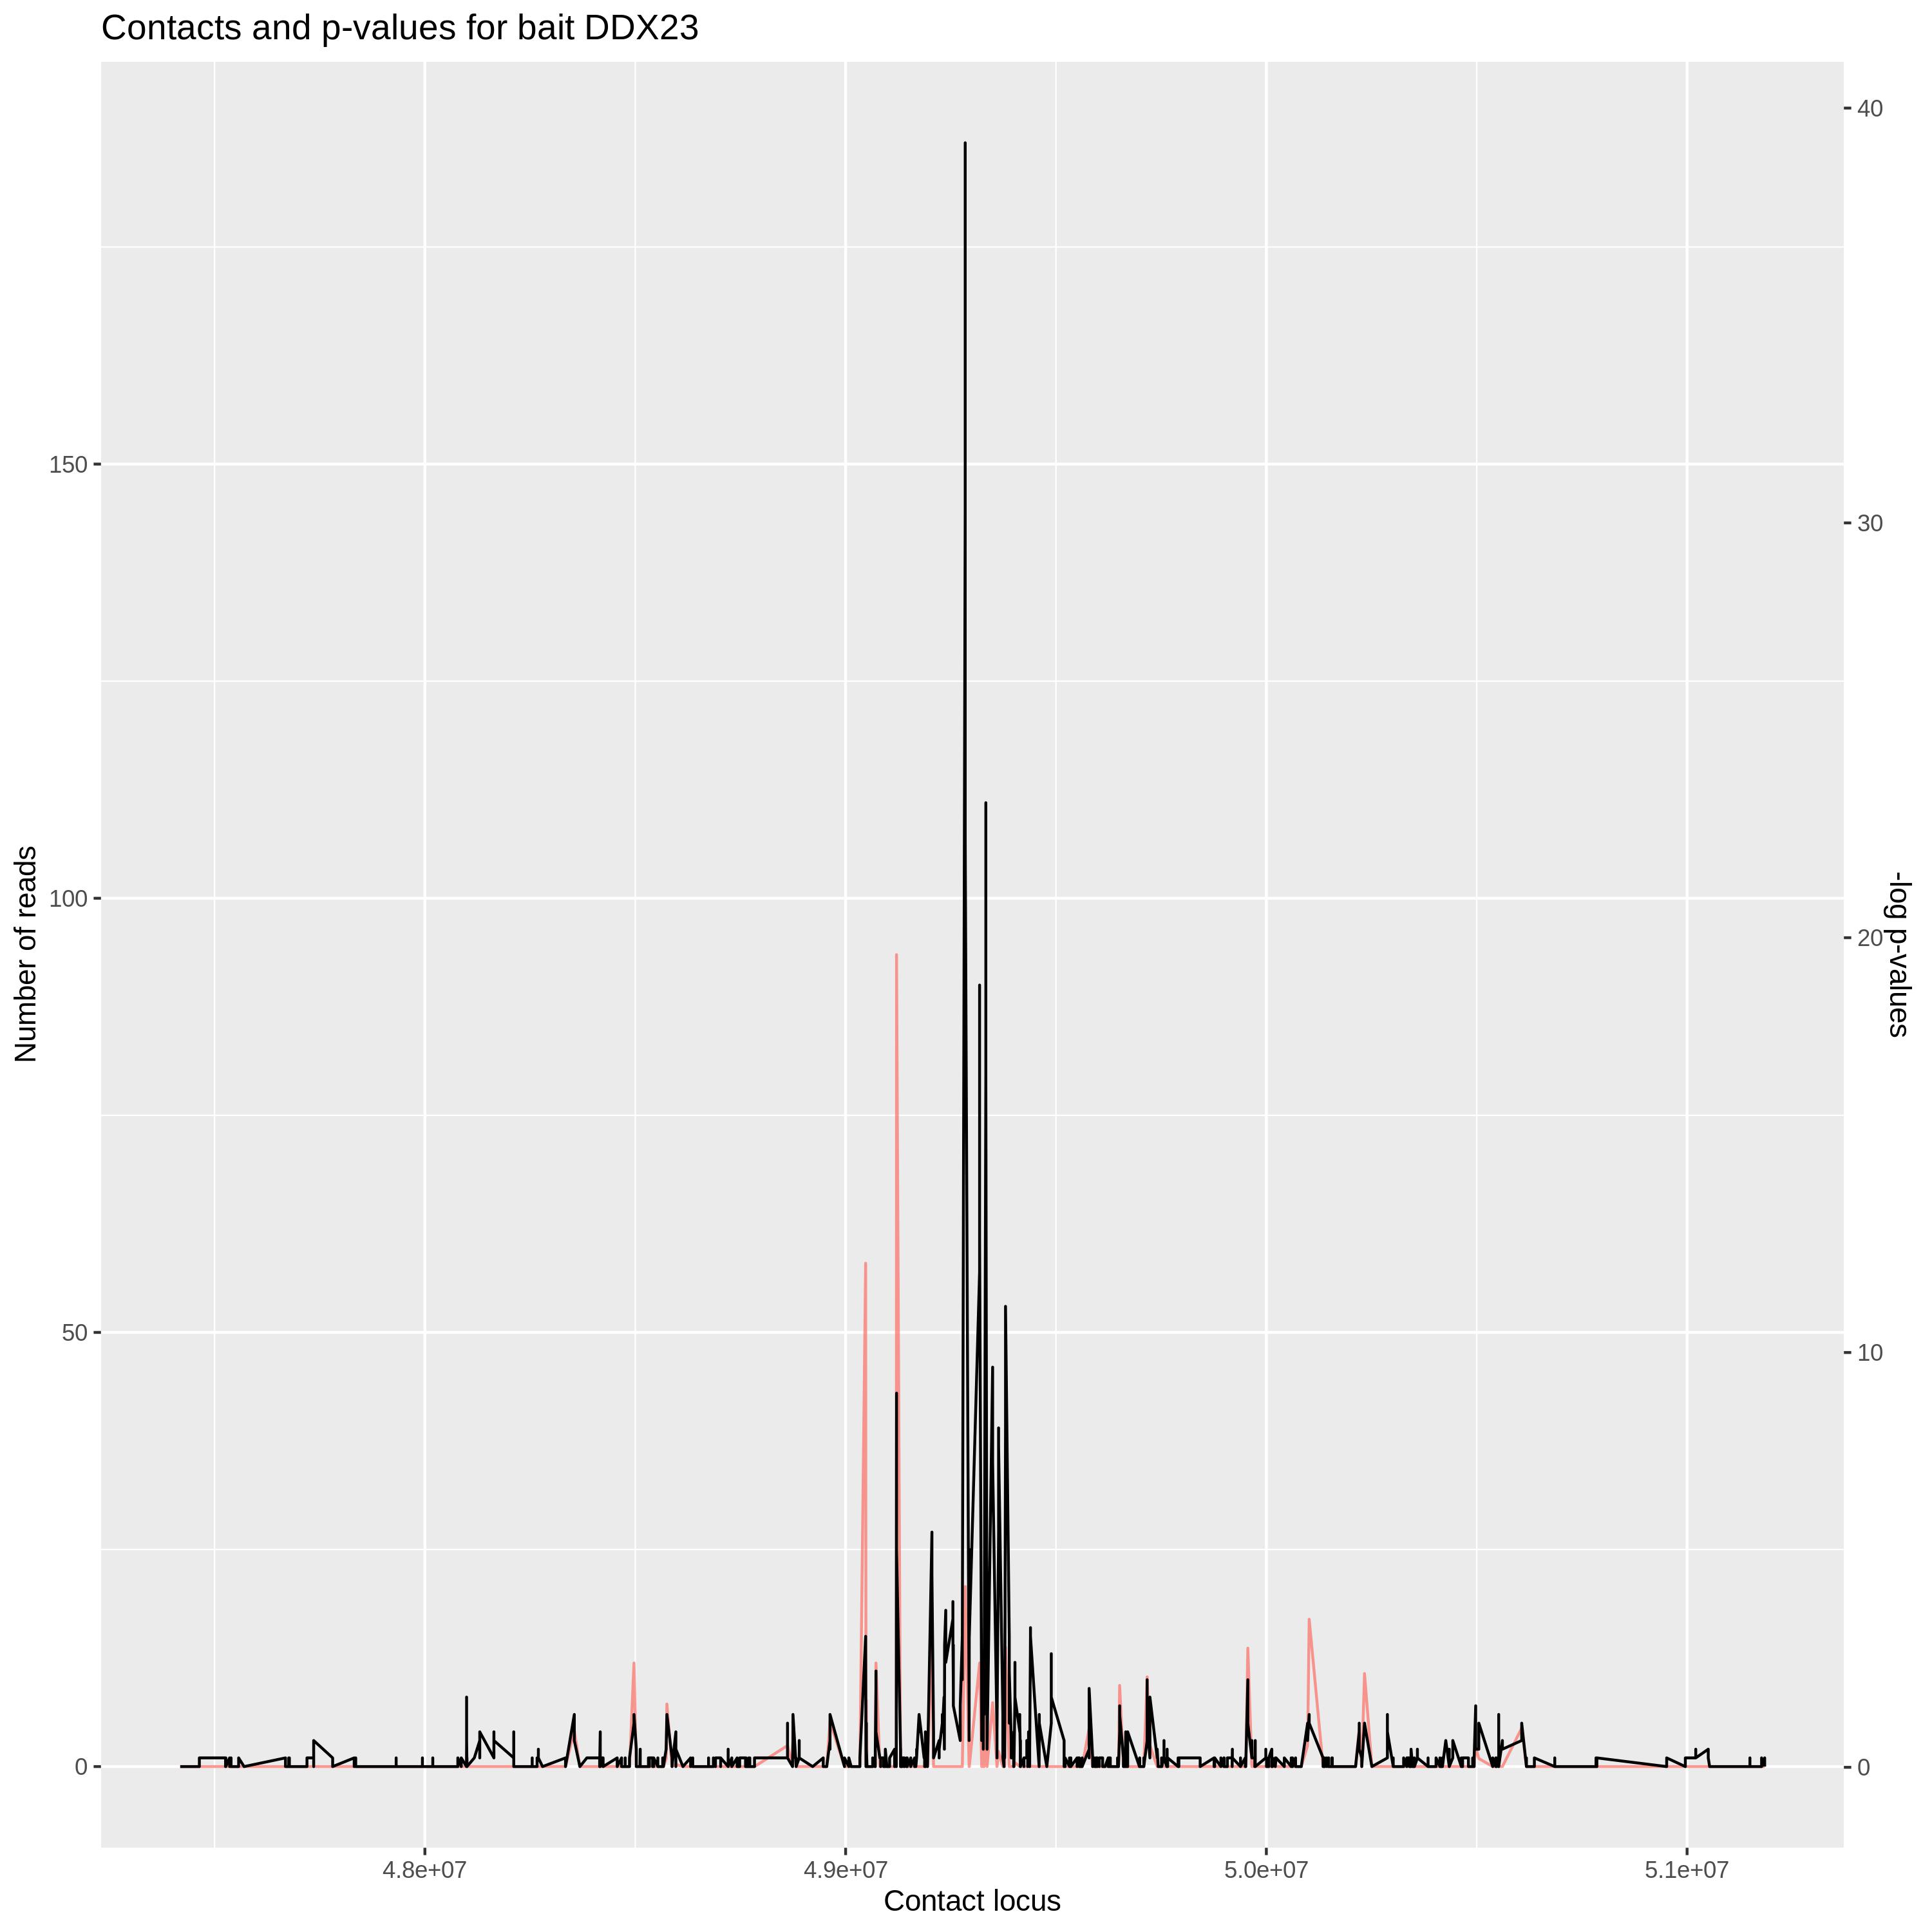 Contacts and p-values for bait DDX23
Number of reads
150
100
50
0
40
30
20
10
0
-log p-values
4.8e+07
4.9e+07
5.0e+07
5.1e+07
Contact locus